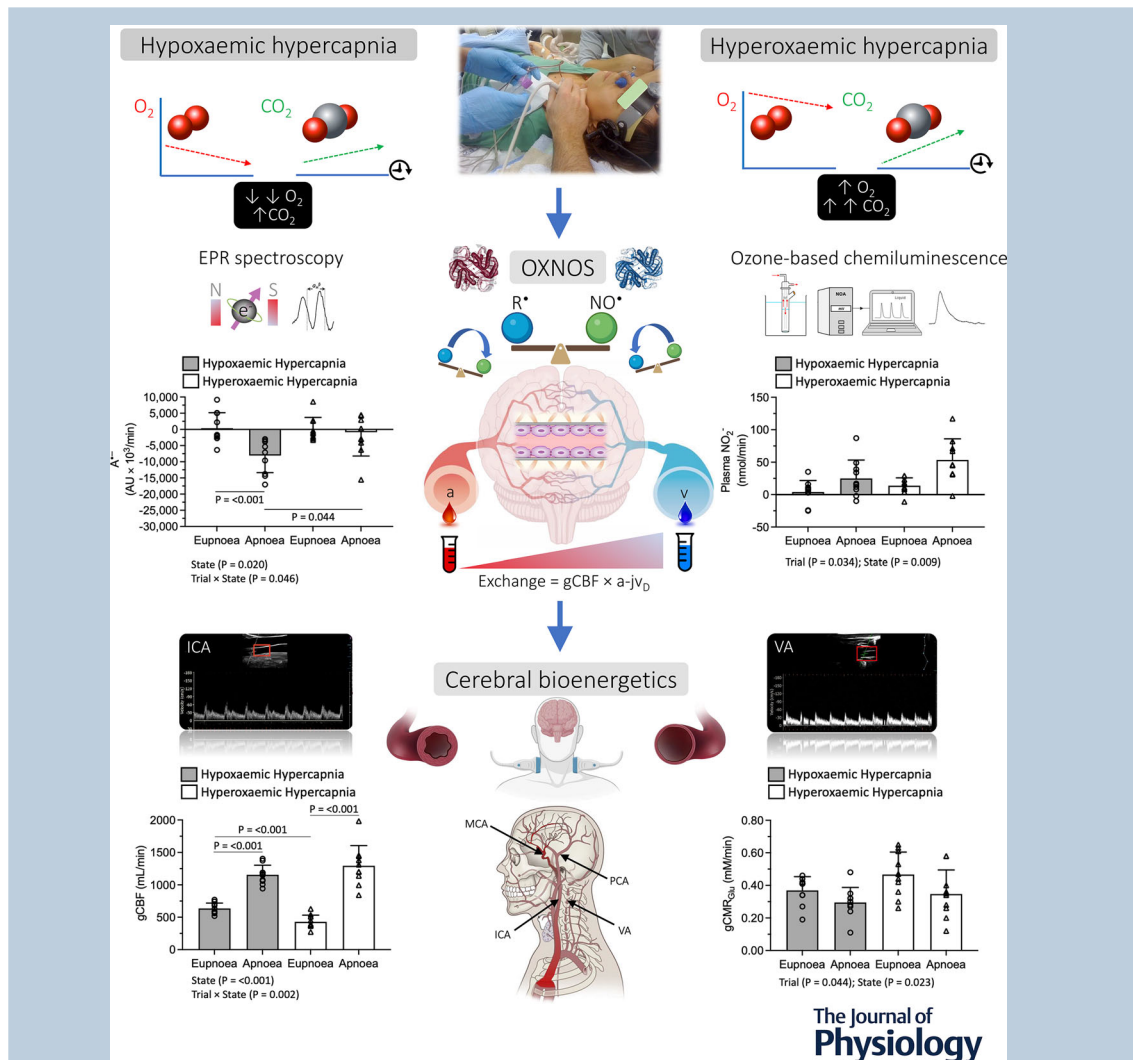 Hypoxaemic hypercapnia
Hyperoxaemic hypercapnia
O2
CO2
O2
CO2
↓ ↓ O2
↑CO2
↑ O2
↑ ↑ CO2
EPR spectroscopy
OXNOS
Ozone-based chemiluminescence
N
e-
S
R•
NO•
NOA
Liquid
Hypoxaemic Hypercapnia
Hyperoxaemic Hypercapnia
A•−
(AU × 10³/min)
10,000
5,000
0
-5,000
-10,000
-15,000
-20,000
-25,000
-30,000
P = <0.001
P = 0.044
Eupnoea
Apnoea
Eupnoea
Apnoea
State (P = 0.020)
Trial × State (P = 0.046)
a
v
Exchange = gCBF × a-jvD
Hypoxaemic Hypercapnia
Hyperoxaemic Hypercapnia
Plasma NO2-
(nmol/min)
150
100
50
0
-50
Eupnoea
Apnoea
Eupnoea
Apnoea
Trial (P = 0.034); State (P = 0.009)
ICA
Cerebral bioenergetics
VA
Hypoxaemic Hypercapnia
Hyperoxaemic Hypercapnia
gCBF (mL/min)
2000
1500
1000
500
0
P = <0.001
P = <0.001
P = <0.001
Eupnoea
Apnoea
Eupnoea
Apnoea
State (P = <0.001)
Trial × State (P = 0.002)
MCA
PCA
ICA
VA
Hypoxaemic Hypercapnia
Hyperoxaemic Hypercapnia
gCMRGlu (mM/min)
0.80
0.60
0.40
0.20
0.00
Eupnoea
Apnoea
Eupnoea
Apnoea
Trial (P = 0.044); State (P = 0.023)
The Journal of
Physiology